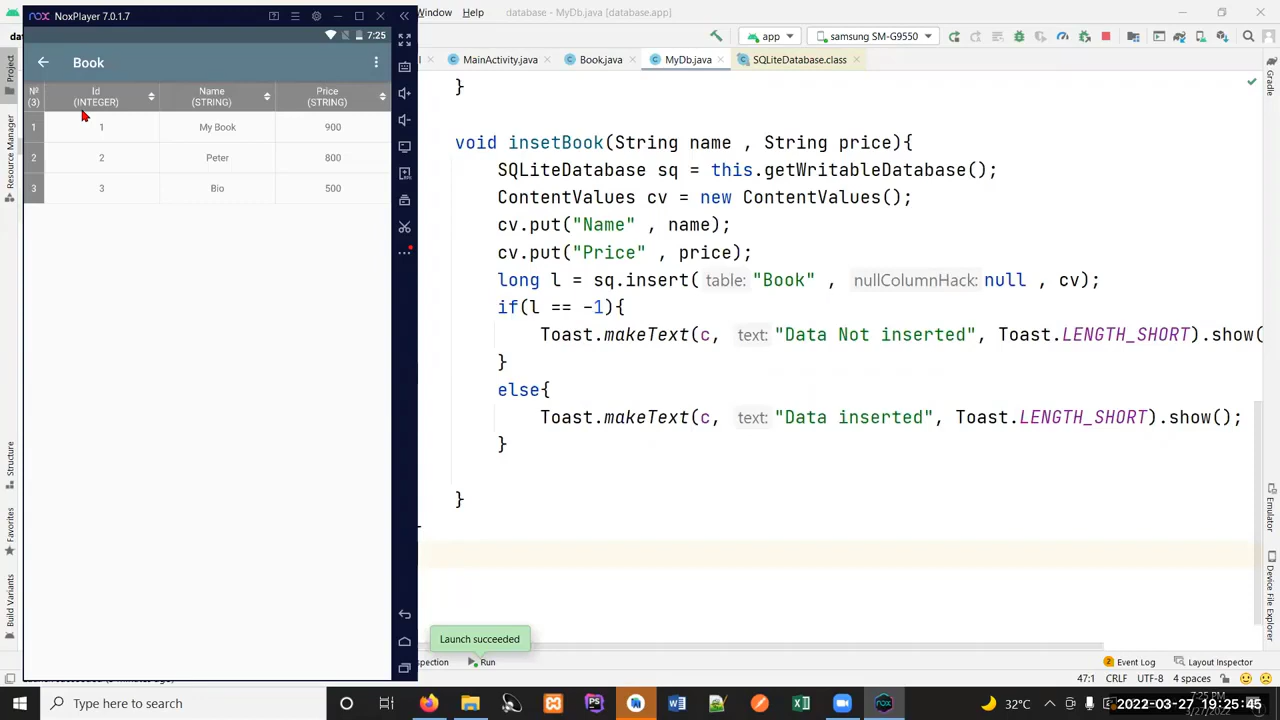 nox NoxPlayer 7.0.1.7
7:25
Book
№ (3)
Id (INTEGER)
Name (STRING)
Price (STRING)
1 1 My Book 900
2 2 Peter 800
3 3 Bio 500
Window Help database - MyDb.java [database.app]
app samsung SM-G9550
MainActivity.java Book.java MyDb.java SQLiteDatabase.class
Project
Resource Manager
Structure
Favorites
Build Variants
Gradle
Emulator
Device File Explorer
}
void insetBook(String name , String price){
SQLiteDatabase sq = this.getWritableDatabase();
ContentValues cv = new ContentValues();
cv.put("Name" , name);
cv.put("Price" , price);
long l = sq.insert( table: "Book" , nullColumnHack: null , cv);
if(l == -1){
Toast.makeText(c, text: "Data Not inserted", Toast.LENGTH_SHORT).show(
}
else{
Toast.makeText(c, text: "Data inserted", Toast.LENGTH_SHORT).show();
}
}
Launch succeeded
Run
Event Log Layout Inspector
47:1 CRLF UTF-8 4 spaces
Type here to search
32°C
2022-03-27 19:25:45